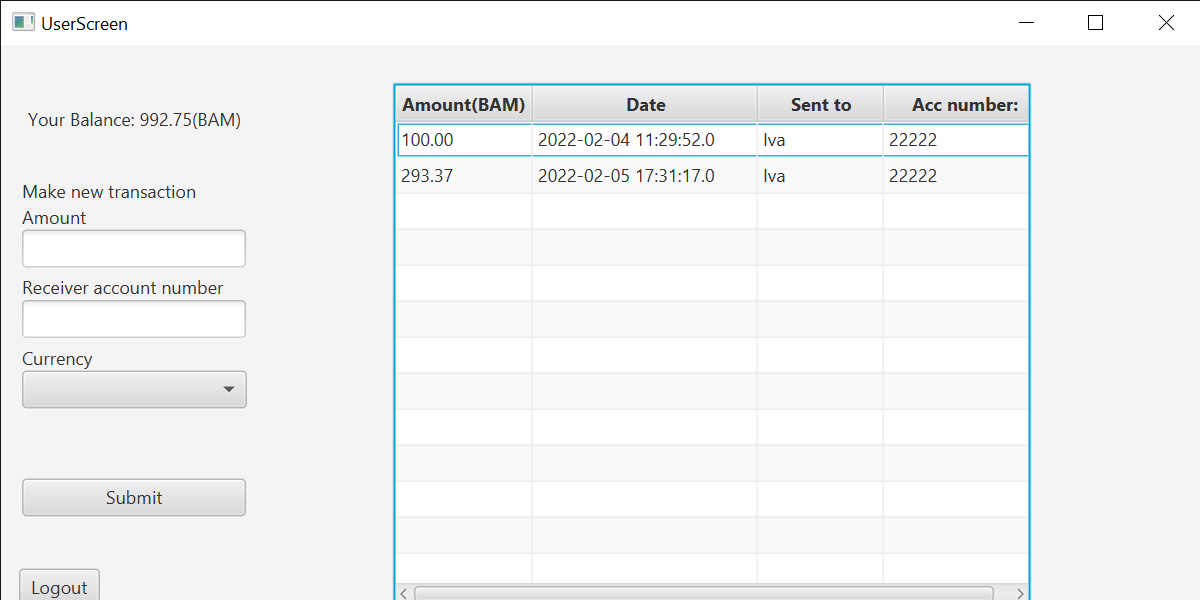 UserScreen
Your Balance: 992.75(BAM)
Make new transaction
Amount
Receiver account number
Currency
Submit
Logout
Amount(BAM) Date Sent to Acc number:
100.00 2022-02-04 11:29:52.0 Iva 22222
293.37 2022-02-05 17:31:17.0 Iva 22222